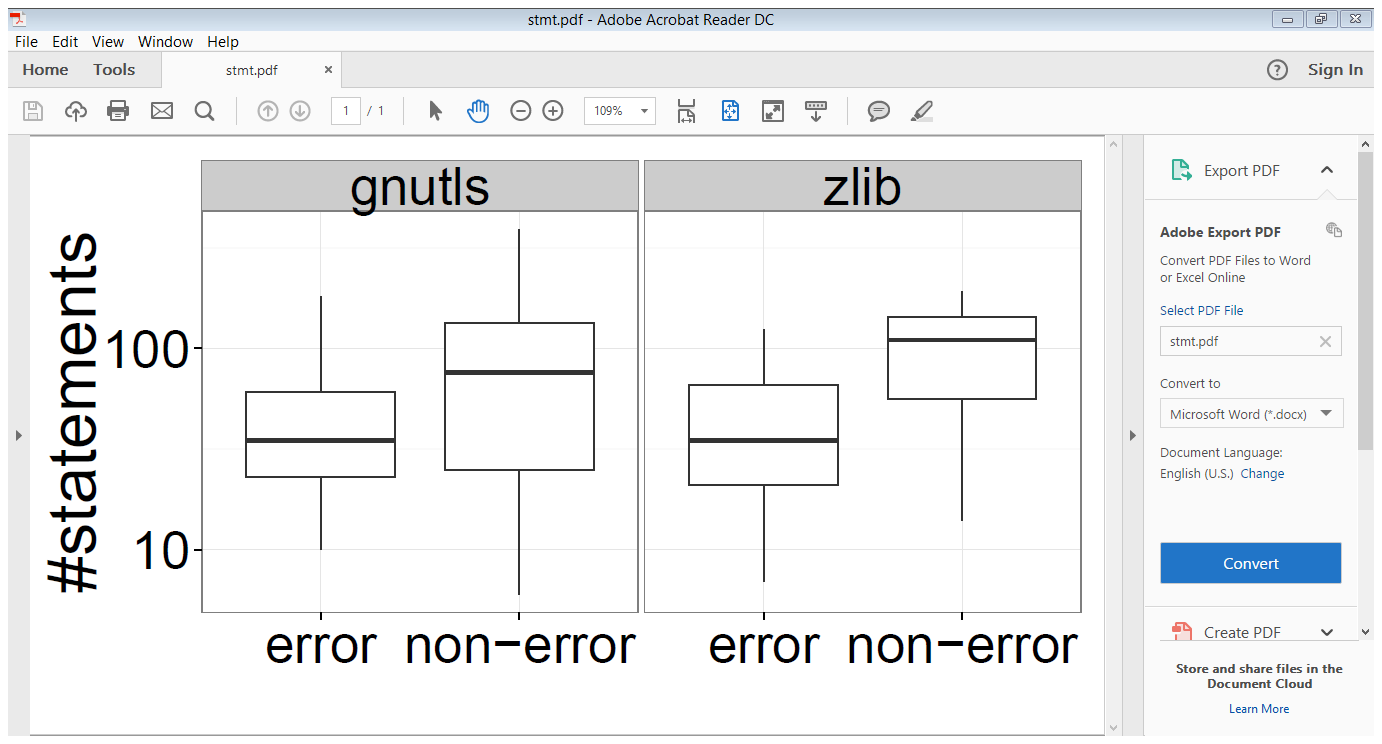 stmt.pdf - Adobe Acrobat Reader DC
File Edit View Window Help
Home Tools stmt.pdf × Sign In
1 / 1 109%
gnutls zlib
#statements
100
10
error non−error error non−error
Export PDF
Adobe Export PDF
Convert PDF Files to Word
or Excel Online
Select PDF File
stmt.pdf
Convert to
Microsoft Word (*.docx)
Document Language:
English (U.S.) Change
Convert
Create PDF
Store and share files in the
Document Cloud
Learn More